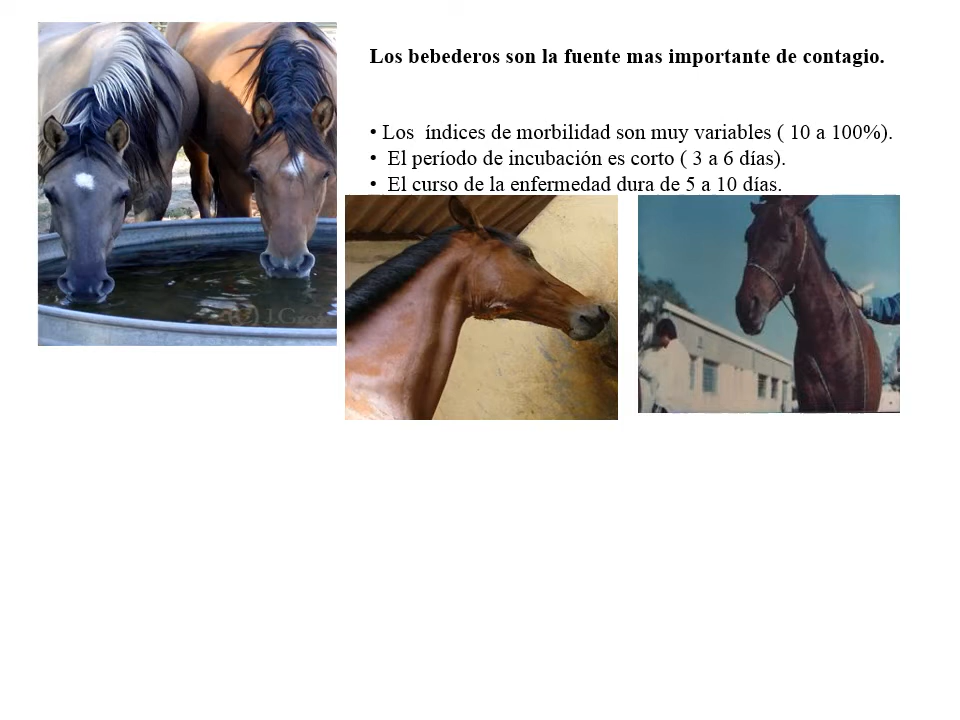 Los bebederos son la fuente mas importante de contagio.
• Los índices de morbilidad son muy variables ( 10 a 100%).
• El período de incubación es corto ( 3 a 6 días).
• El curso de la enfermedad dura de 5 a 10 días.